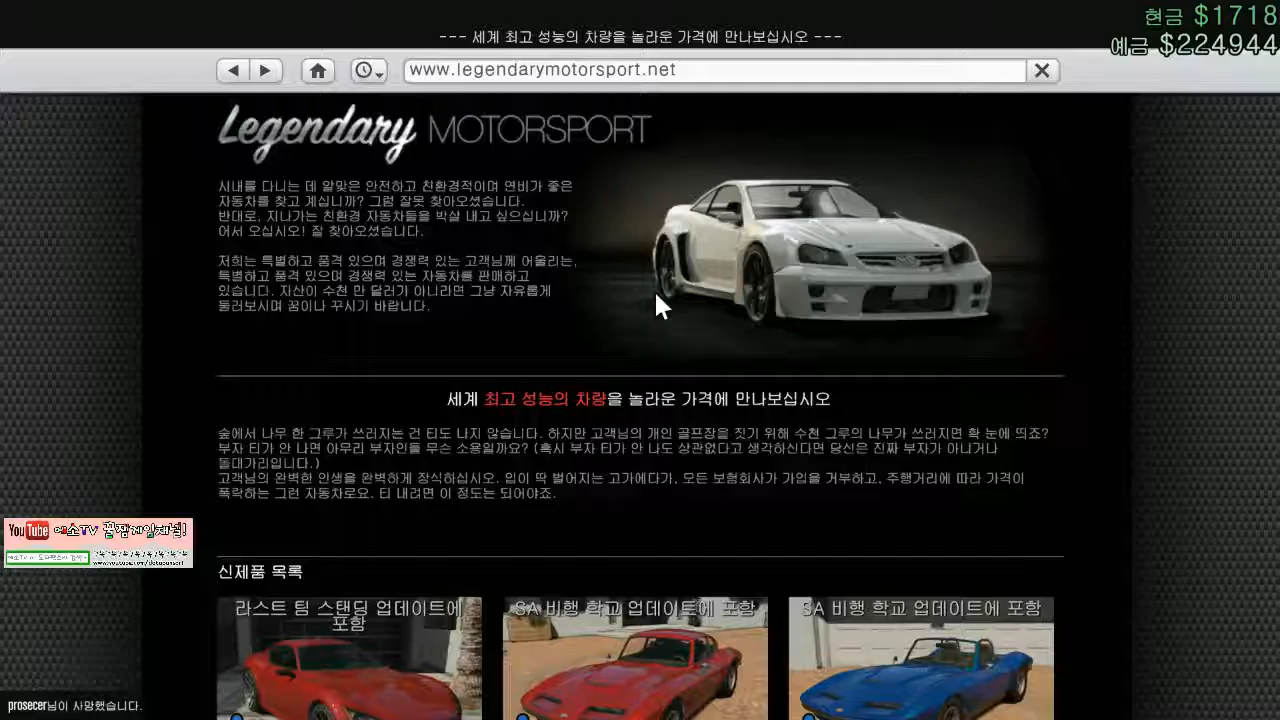 현금 $1718
--- 세계 최고 성능의 차량을 놀라운 가격에 만나보십시오 ---
예금 $224944
www.legendarymotorsport.net
Legendary MOTORSPORT
시내를 다니는 데 알맞은 안전하고 친환경적이며 연비가 좋은
자동차를 찾고 계십니까? 그럼 잘못 찾아오셨습니다.
반대로, 지나가는 친환경 자동차들을 박살 내고 싶으십니까?
어서 오십시오! 잘 찾아오셨습니다.
저희는 특별하고 품격 있으며 경쟁력 있는 고객님께 어울리는,
특별하고 품격 있으며 경쟁력 있는 자동차를 판매하고
있습니다. 자산이 수천 만 달러가 아니라면 그냥 자유롭게
둘러보시며 꿈이나 꾸시기 바랍니다.
세계 최고 성능의 차량을 놀라운 가격에 만나보십시오
숲에서 나무 한 그루가 쓰러지는 건 티도 나지 않습니다. 하지만 고객님의 개인 골프장을 짓기 위해 수천 그루의 나무가 쓰러지면 확 눈에 띄죠?
부자 티가 안 나면 아무리 부자인들 무슨 소용일까요? (혹시 부자 티가 안 나도 상관없다고 생각하신다면 당신은 진짜 부자가 아니거나
돌대가리입니다.)
고객님의 완벽한 인생을 완벽하게 장식하십시오. 입이 딱 벌어지는 고가에다가, 모든 보험회사가 가입을 거부하고, 주행거리에 따라 가격이
폭락하는 그런 자동차로요. 티 내려면 이 정도는 되어야죠.
YouTube 에소TV 꿀잼게임채널!
신제품 목록
라스트 팀 스탠딩 업데이트에
포함
SA 비행 학교 업데이트에 포함
SA 비행 학교 업데이트에 포함
prosecer님이 사망했습니다.